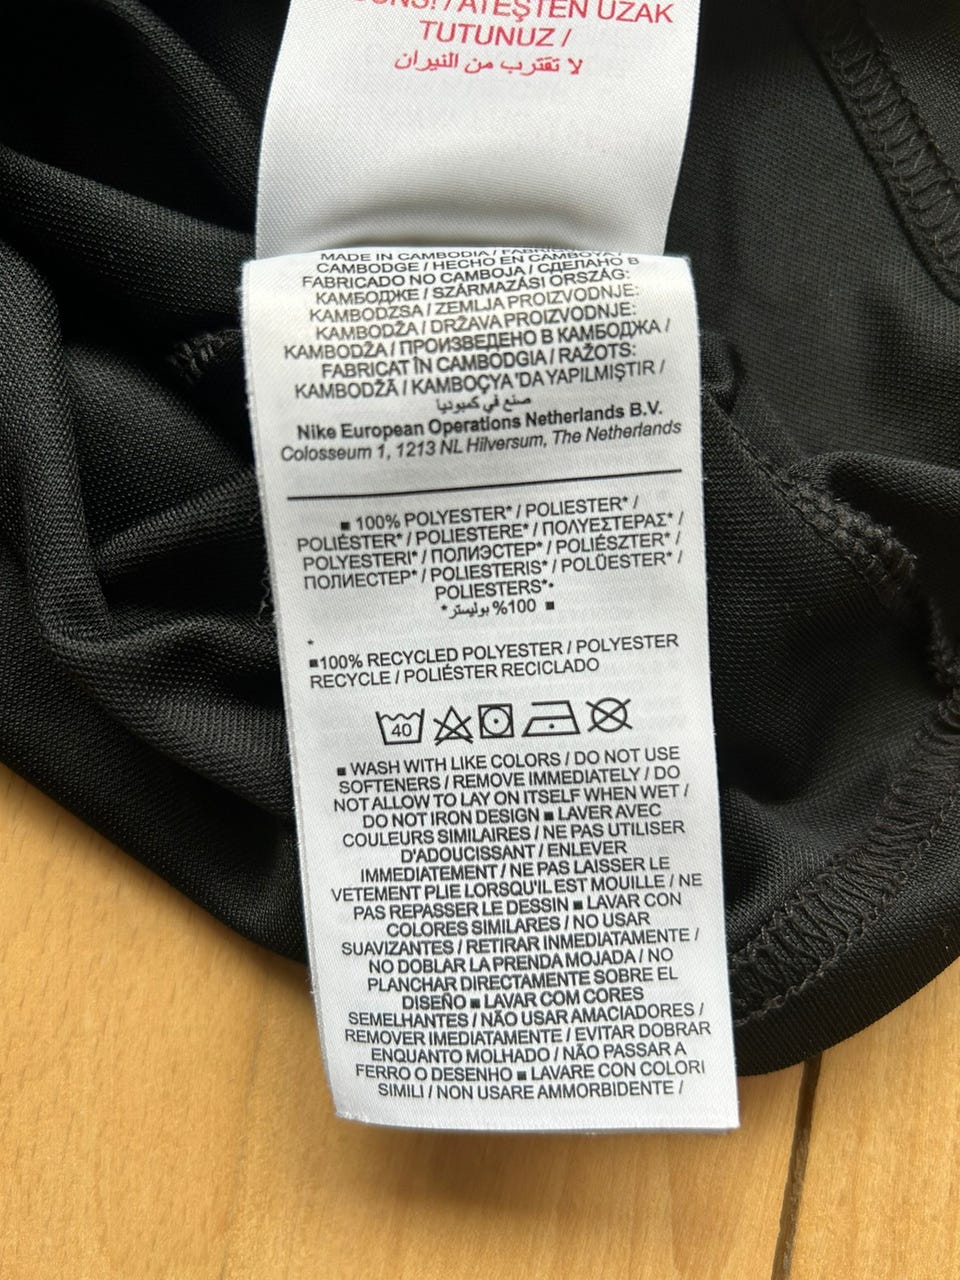 ATEŞTEN UZAK
TUTUNUZ /
لا تقترب من النيران
MADE IN CAMBODIA / FABRIQUÉ AU
CAMBODGE / HECHO EN CAMBOYA /
FABRICADO NO CAMBOJA / СДЕЛАНО В
КАМБОДЖЕ / SZÁRMAZÁSI ORSZÁG:
KAMBODZSA / ZEMLJA PROIZVODNJE:
KAMBODŽA / DRŽAVA PROIZVODNJE:
KAMBODŽA / ПРОИЗВЕДЕНО В КАМБОДЖА /
FABRICAT ÎN CAMBODGIA / RAŽOTS:
KAMBODŽĀ / KAMBOÇYA'DA YAPILMIŞTIR /
صنع في كمبوديا
Nike European Operations Netherlands B.V.
Colosseum 1, 1213 NL Hilversum, The Netherlands
■ 100% POLYESTER* / POLIESTER* /
POLIÉSTER* / POLIESTERE* / ΠΟΛΥΕΣΤΕΡΑΣ* /
POLYESTERI* / ПОЛИЭСТЕР* / POLIÉSZTER* /
ПОЛИЕСТЕР* / POLIESTERIS* / POLÜESTER* /
POLIESTERS*•
■ 100% بوليستر*
*
■100% RECYCLED POLYESTER / POLYESTER
RECYCLE / POLIÉSTER RECICLADO
40
■ WASH WITH LIKE COLORS / DO NOT USE
SOFTENERS / REMOVE IMMEDIATELY / DO
NOT ALLOW TO LAY ON ITSELF WHEN WET /
DO NOT IRON DESIGN ■ LAVER AVEC
COULEURS SIMILAIRES / NE PAS UTILISER
D'ADOUCISSANT / ENLEVER
IMMEDIATEMENT / NE PAS LAISSER LE
VETEMENT PLIE LORSQU'IL EST MOUILLE / NE
PAS REPASSER LE DESSIN ■ LAVAR CON
COLORES SIMILARES / NO USAR
SUAVIZANTES / RETIRAR INMEDIATAMENTE /
NO DOBLAR LA PRENDA MOJADA / NO
PLANCHAR DIRECTAMENTE SOBRE EL
DISEÑO ■ LAVAR COM CORES
SEMELHANTES / NÃO USAR AMACIADORES /
REMOVER IMEDIATAMENTE / EVITAR DOBRAR
ENQUANTO MOLHADO / NÃO PASSAR A
FERRO O DESENHO ■ LAVARE CON COLORI
SIMILI / NON USARE AMMORBIDENTE /